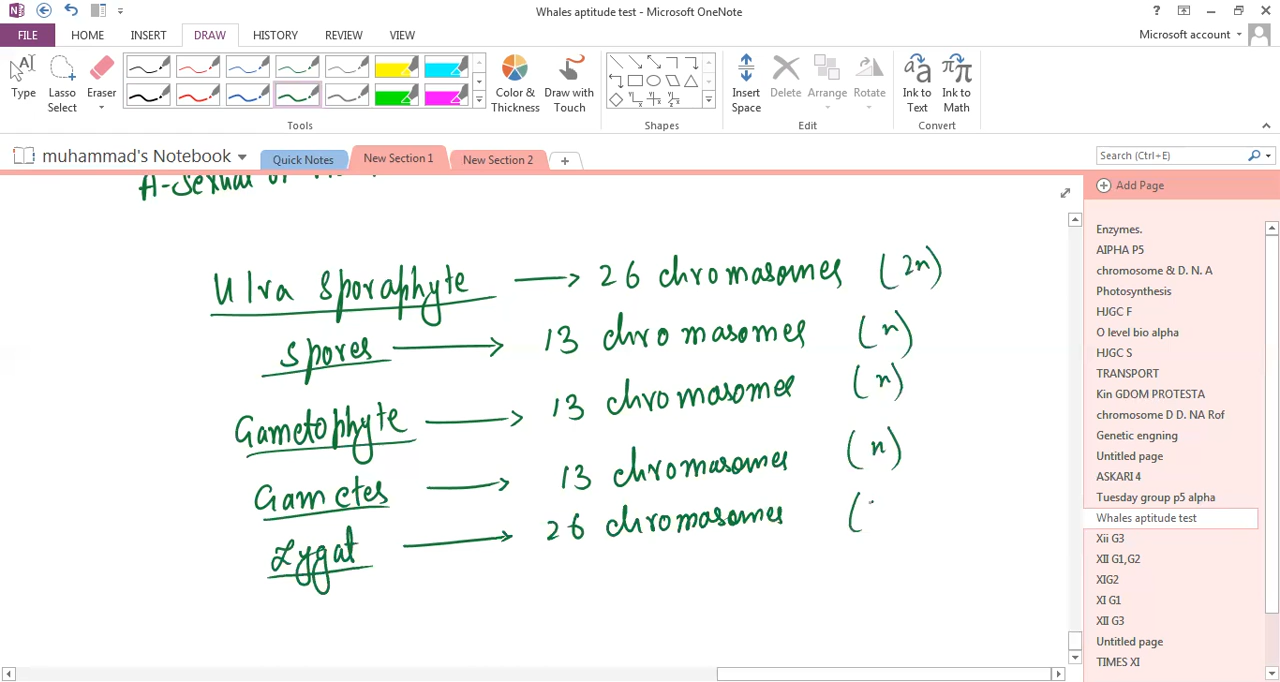 Whales aptitude test - Microsoft OneNote
FILE HOME INSERT DRAW HISTORY REVIEW VIEW
Microsoft account
Type
Lasso Select
Eraser
Color & Thickness
Draw with Touch
Insert Space
Delete
Arrange
Rotate
Ink to Text
Ink to Math
Tools
Shapes
Edit
Convert
muhammad's Notebook
Quick Notes
New Section 1
New Section 2
Search (Ctrl+E)
Add Page
A-Sexual
Ulra Sporaphyte → 26 chromasomes (2n)
Spores → 13 chromasomes (n)
Gametophyte → 13 chromasomes (n)
Gametes → 13 chromasomes (n)
Zygat → 26 chromasomes (
Enzymes.
AIPHA P5
chromosome & D. N. A
Photosynthesis
HJGC F
O level bio alpha
HJGC S
TRANSPORT
Kin GDOM PROTESTA
chromosome D D. NA Rof
Genetic engning
Untitled page
ASKARI 4
Tuesday group p5 alpha
Whales aptitude test
Xii G3
XII G1,G2
XIG2
XI G1
XII G3
Untitled page
TIMES XI